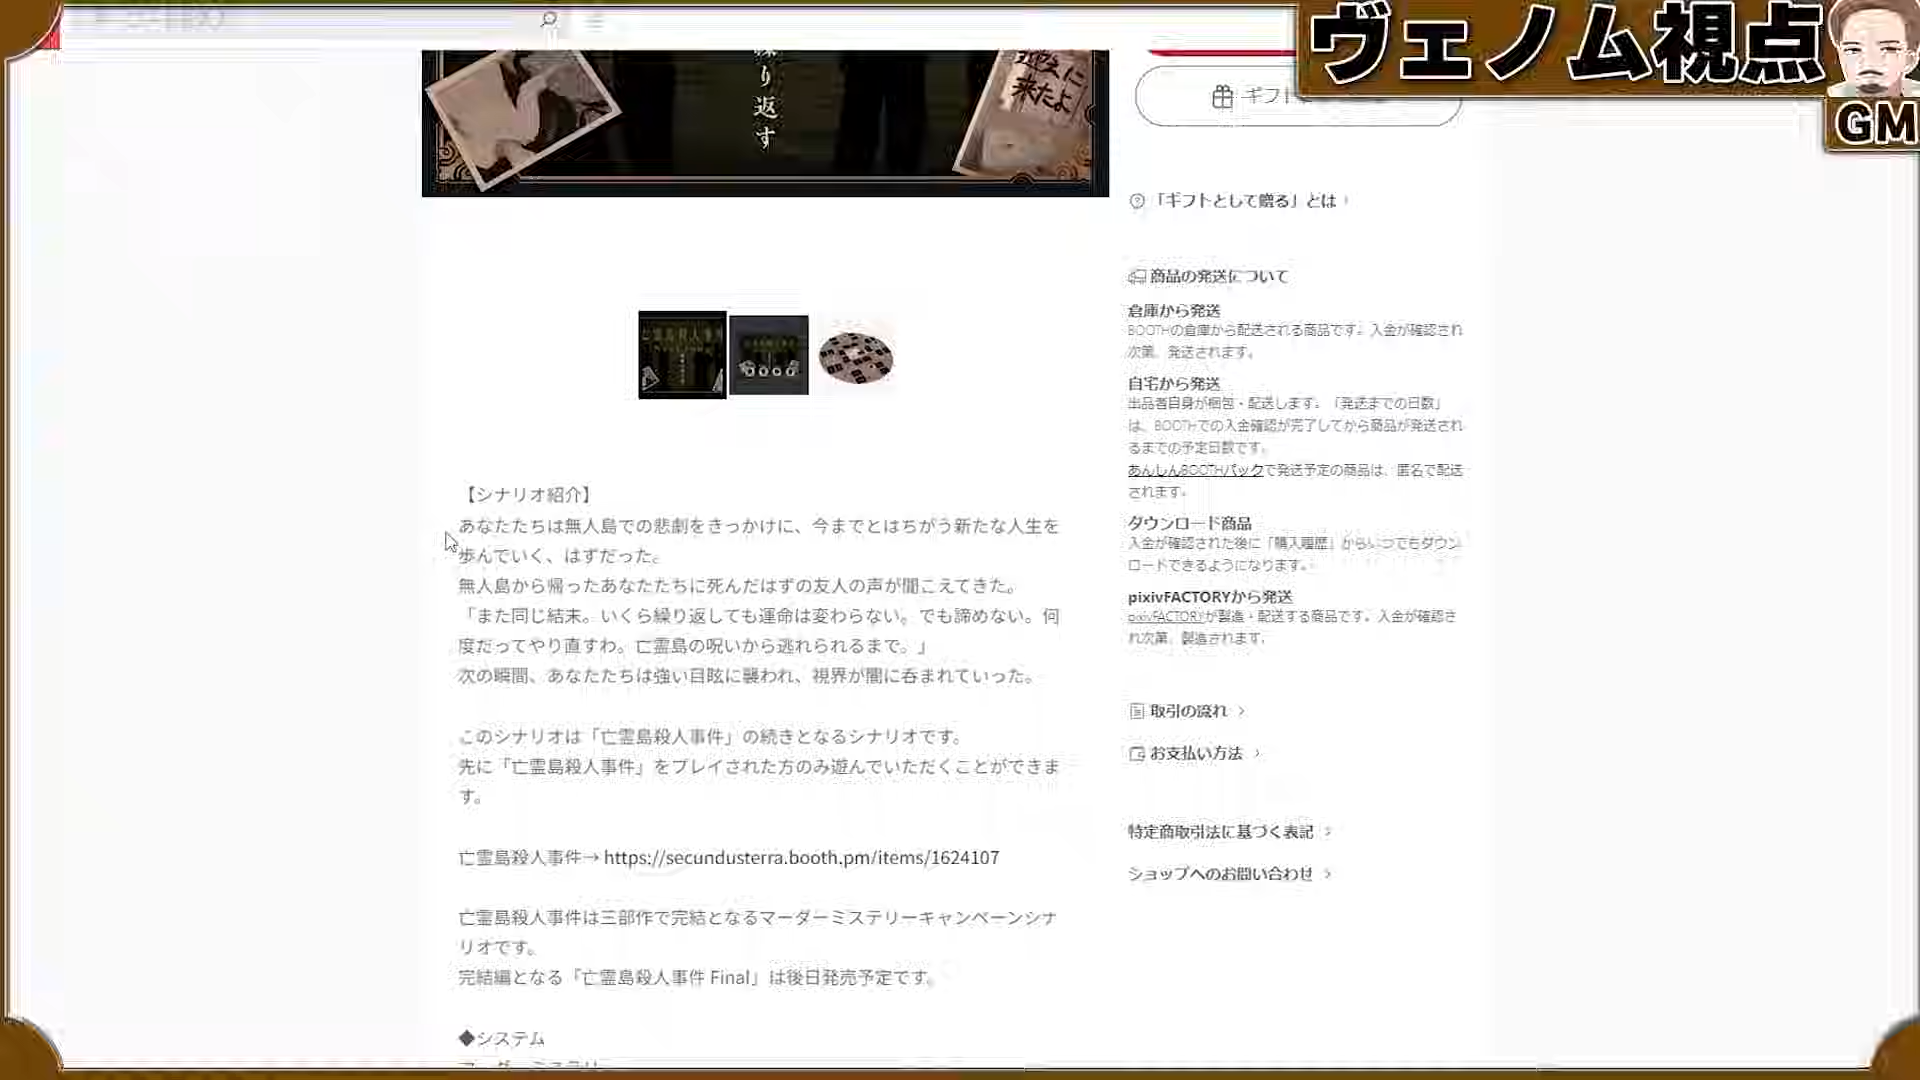 ヴェノム視点
GM
り返す
に
来たよ
ギフト
「ギフトとして贈る」とは
商品の発送について
倉庫から発送
BOOTHの倉庫から配送される商品です。入金が確認され
次第、発送されます。
自宅から発送
出品者自身が梱包・配送します。「発送までの日数」
は、BOOTHでの入金確認が完了してから商品が発送され
るまでの予定日数です。
あんしんBOOTHパックで発送予定の商品は、匿名で配送
されます。
ダウンロード商品
入金が確認された後に「購入履歴」からいつでもダウン
ロードできるようになります。
pixivFACTORYから発送
pixivFACTORYが製造・配送する商品です。入金が確認さ
れ次第、製造されます。
取引の流れ
お支払い方法
特定商取引法に基づく表記
ショップへのお問い合わせ
【シナリオ紹介】
あなたたちは無人島での悲劇をきっかけに、今までとはちがう新たな人生を
歩んでいく、はずだった。
無人島から帰ったあなたたちに死んだはずの友人の声が聞こえてきた。
「また同じ結末。いくら繰り返しても運命は変わらない。でも諦めない。何
度だってやり直すわ。亡霊島の呪いから逃れられるまで。」
次の瞬間、あなたたちは強い目眩に襲われ、視界が闇に呑まれていった。
このシナリオは「亡霊島殺人事件」の続きとなるシナリオです。
先に「亡霊島殺人事件」をプレイされた方のみ遊んでいただくことができま
す。
亡霊島殺人事件→ https://secundusterra.booth.pm/items/1624107
亡霊島殺人事件は三部作で完結となるマーダーミステリーキャンペーンシナ
リオです。
完結編となる「亡霊島殺人事件 Final」は後日発売予定です。
◆システム